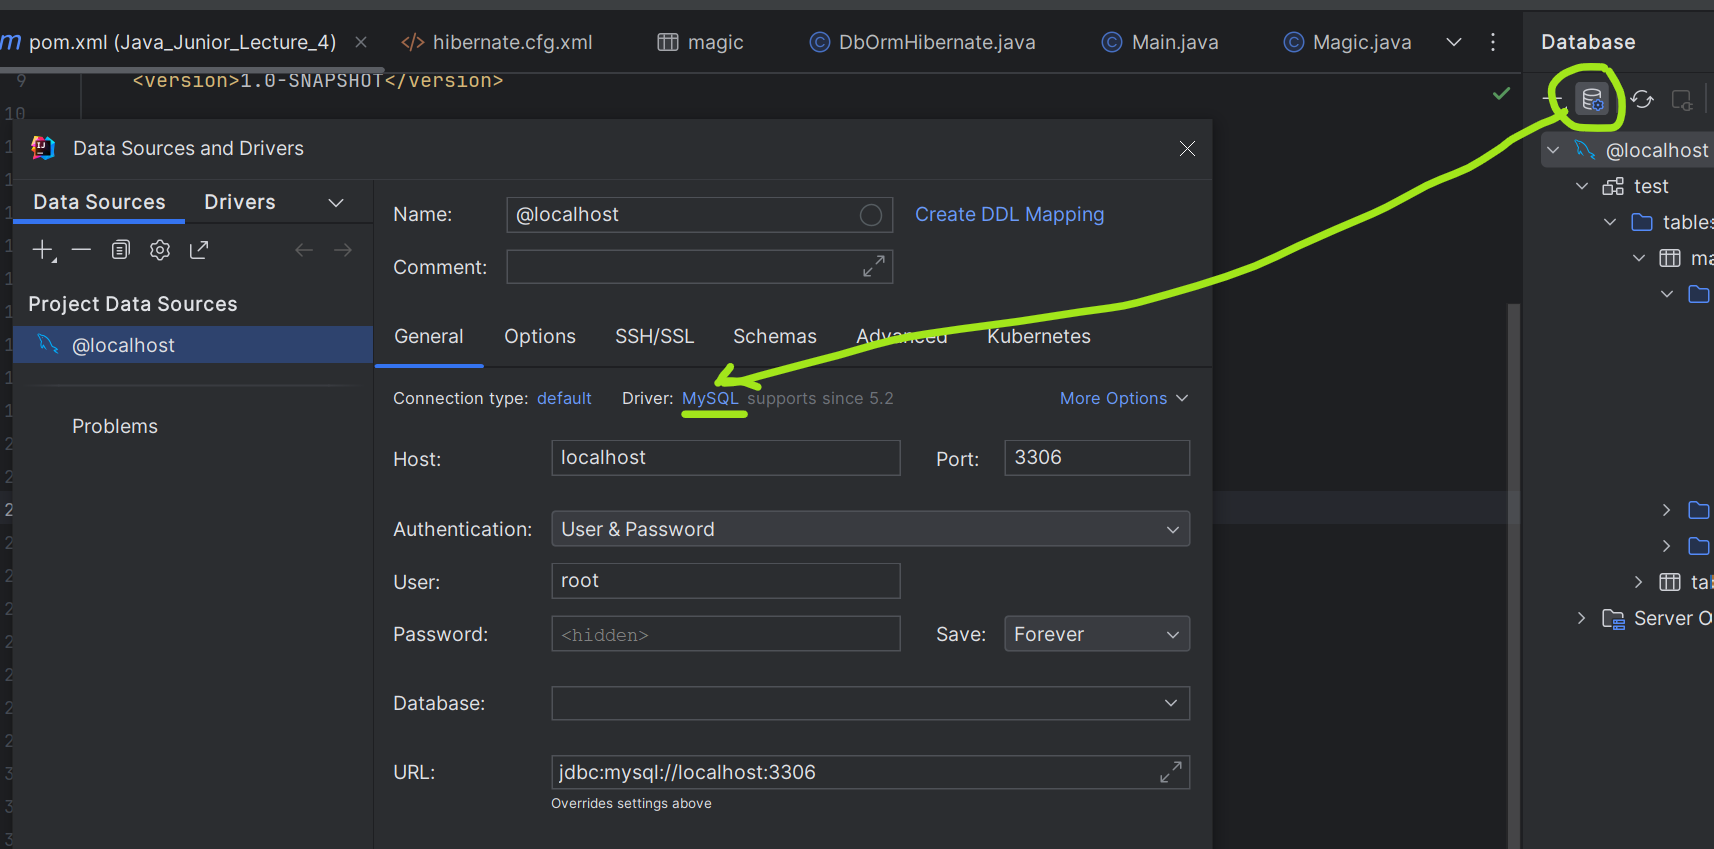 pom.xml (Java_Junior_Lecture_4) hibernate.cfg.xml magic DbOrmHibernate.java Main.java Magic.java
Database
9 <version>1.0-SNAPSHOT</version>
10
Data Sources and Drivers
@localhost
test
tables
Server O
Data Sources Drivers
Name: @localhost Create DDL Mapping
Comment:
Project Data Sources
@localhost
Problems
General Options SSH/SSL Schemas Advanced Kubernetes
Connection type: default Driver: MySQL supports since 5.2 More Options
Host: localhost Port: 3306
Authentication: User & Password
User: root
Password: <hidden> Save: Forever
Database:
URL: jdbc:mysql://localhost:3306
Overrides settings above